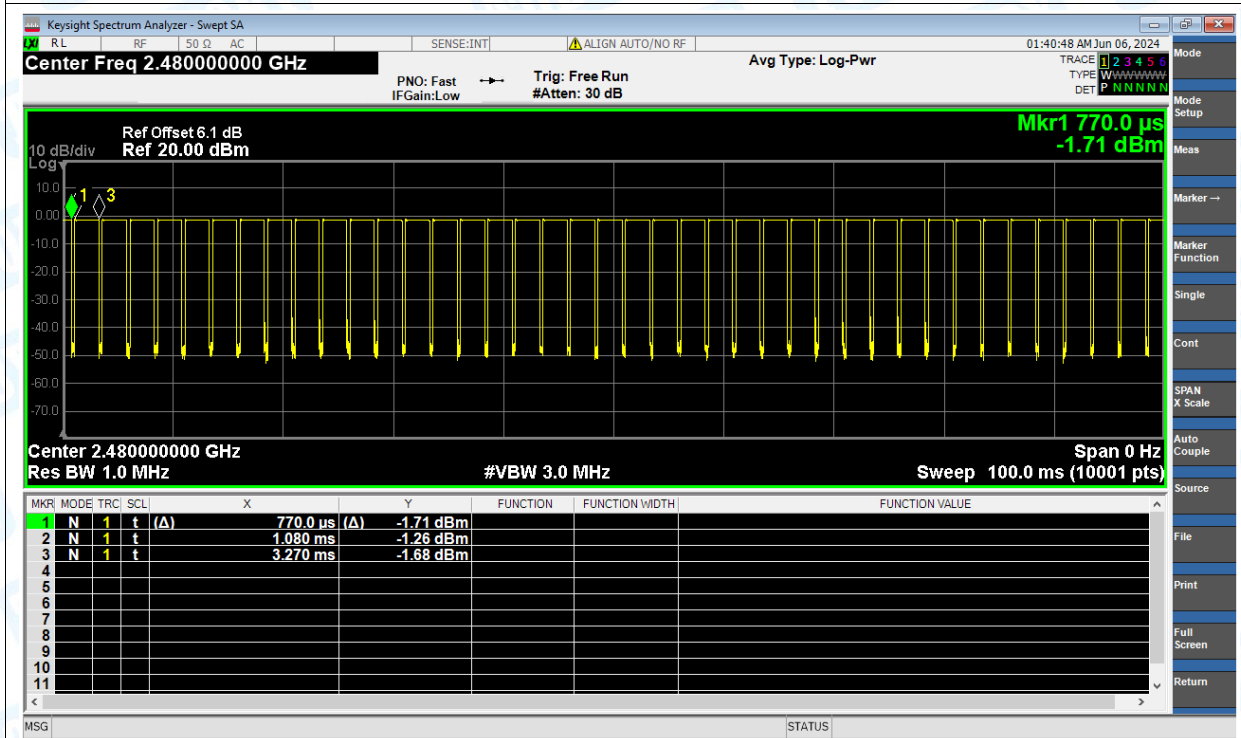 Keysight Spectrum Analyzer - Swept SA
LXI RL RF 50 Ω AC SENSE:INT ALIGN AUTO/NO RF 01:40:48 AM Jun 06, 2024
Center Freq 2.480000000 GHz
Avg Type: Log-Pwr
TRACE 1 2 3 4 5 6
TYPE WWWWWW
DET P N N N N N
PNO: Fast
IFGain:Low
Trig: Free Run
#Atten: 30 dB
Mkr1 770.0 µs
-1.71 dBm
Ref Offset 6.1 dB
10 dB/div Ref 20.00 dBm
Log
10.0
0.00
-10.0
-20.0
-30.0
-40.0
-50.0
-60.0
-70.0
1 3
Center 2.480000000 GHz Span 0 Hz
Res BW 1.0 MHz #VBW 3.0 MHz Sweep 100.0 ms (10001 pts)
MKR MODE TRC SCL X Y FUNCTION FUNCTION WIDTH FUNCTION VALUE
1 N 1 t (Δ) 770.0 µs (Δ) -1.71 dBm
2 N 1 t 1.080 ms -1.26 dBm
3 N 1 t 3.270 ms -1.68 dBm
4
5
6
7
8
9
10
11
MSG STATUS
Mode
Mode
Setup
Meas
Marker →
Marker
Function
Single
Cont
SPAN
X Scale
Auto
Couple
Source
File
Print
Full
Screen
Return